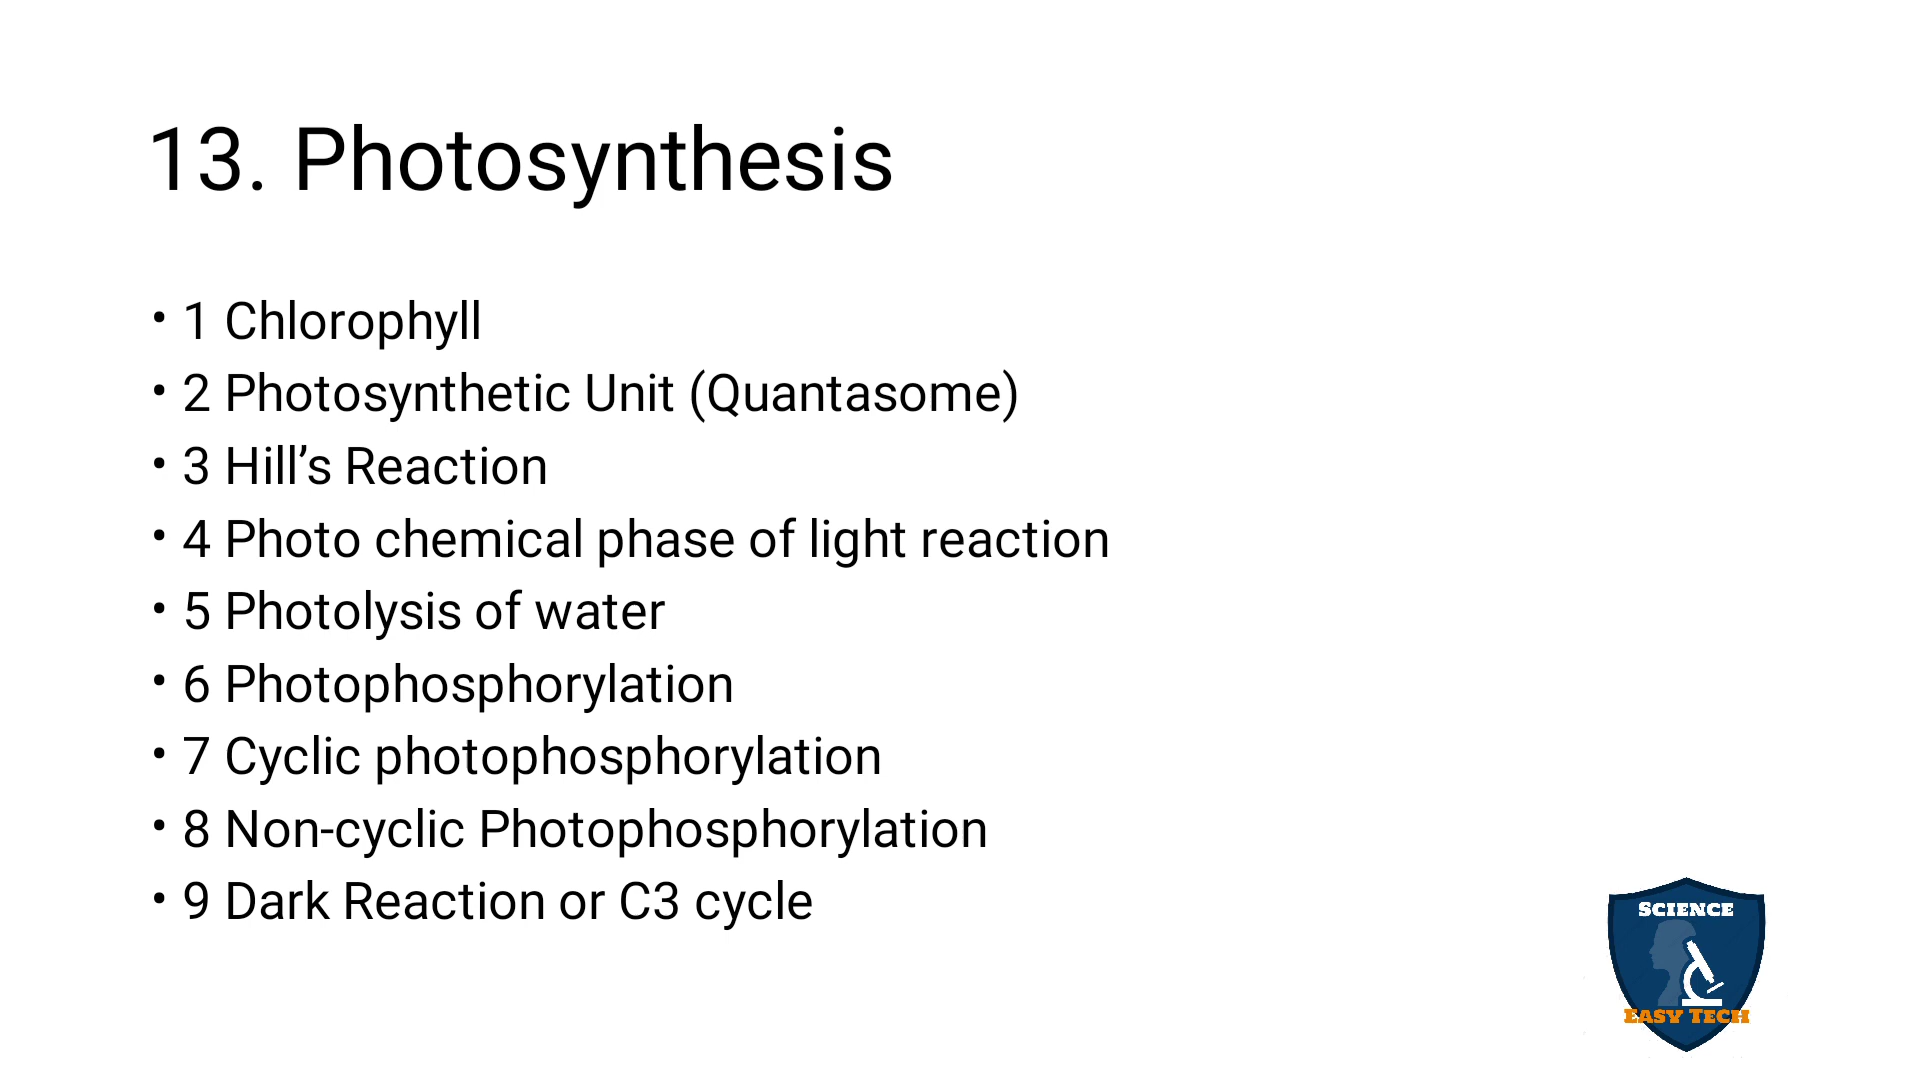 13. Photosynthesis
• 1 Chlorophyll
• 2 Photosynthetic Unit (Quantasome)
• 3 Hill’s Reaction
• 4 Photo chemical phase of light reaction
• 5 Photolysis of water
• 6 Photophosphorylation
• 7 Cyclic photophosphorylation
• 8 Non-cyclic Photophosphorylation
• 9 Dark Reaction or C3 cycle
SCIENCE
EASY TECH